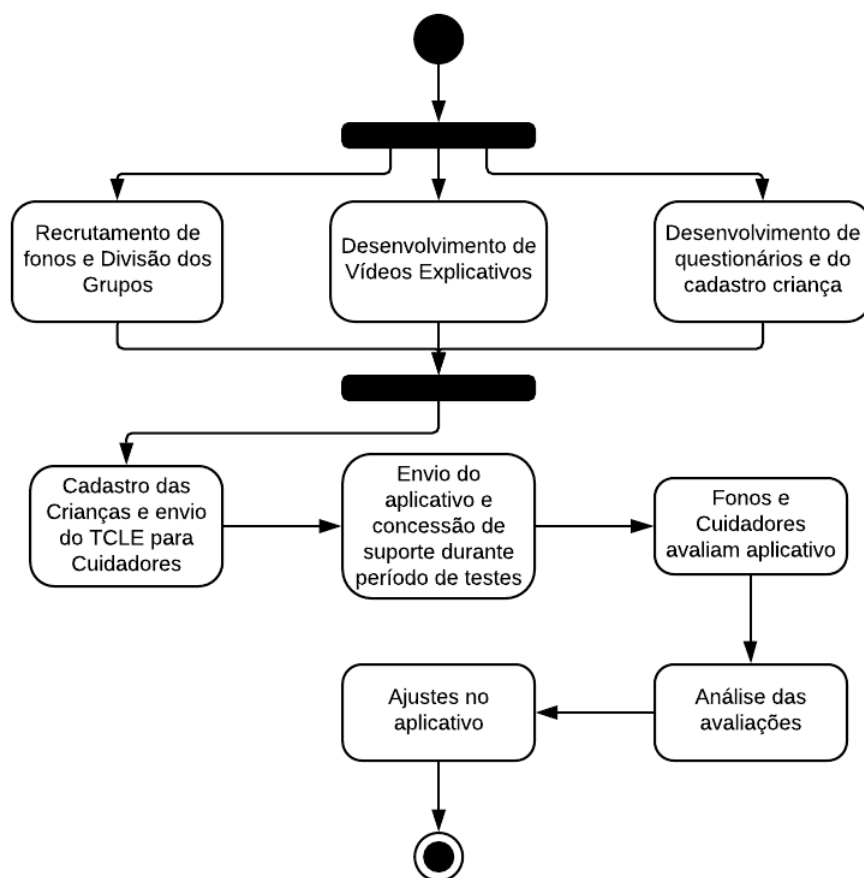 Recrutamento de
fonos e Divisão dos
Grupos
Desenvolvimento de
Vídeos Explicativos
Desenvolvimento de
questionários e do
cadastro criança
Cadastro das
Crianças e envio
do TCLE para
Cuidadores
Envio do
aplicativo e
concessão de
suporte durante
período de testes
Fonos e
Cuidadores
avaliam aplicativo
Análise das
avaliações
Ajustes no
aplicativo